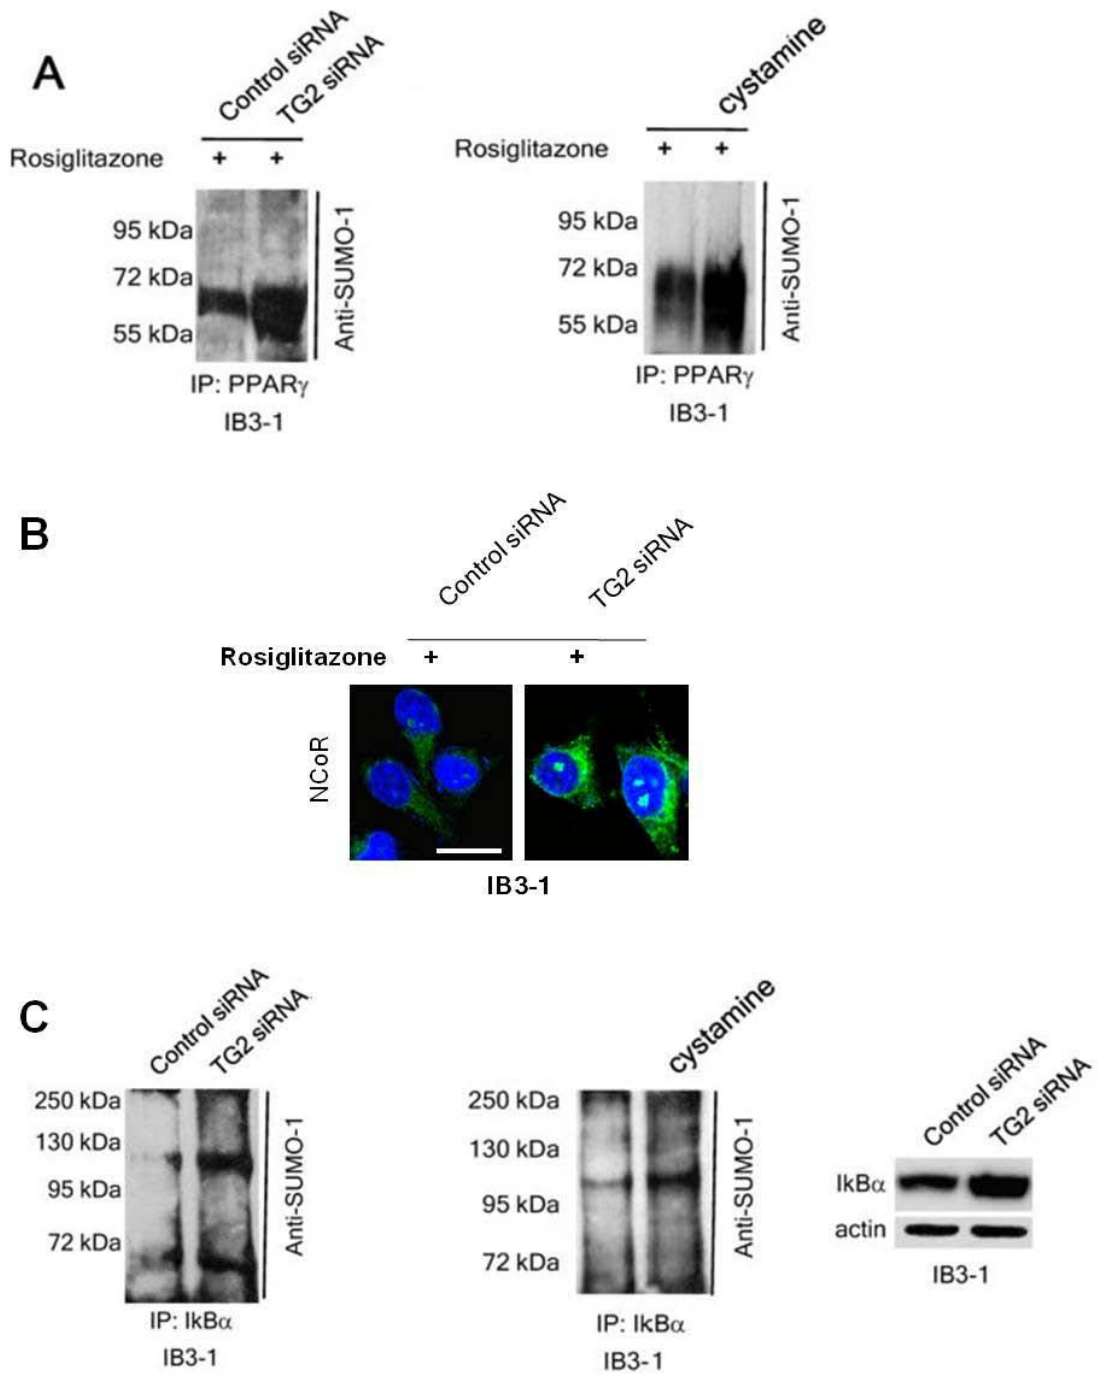 A
Control siRNA
TG2 siRNA
Rosiglitazone + +
95 kDa
72 kDa
55 kDa
Anti-SUMO-1
IP: PPARγ
IB3-1
cystamine
Rosiglitazone + +
95 kDa
72 kDa
55 kDa
Anti-SUMO-1
IP: PPARγ
IB3-1
B
Control siRNA
TG2 siRNA
Rosiglitazone + +
NCoR
IB3-1
C
Control siRNA
TG2 siRNA
250 kDa
130 kDa
95 kDa
72 kDa
Anti-SUMO-1
IP: IkBα
IB3-1
cystamine
250 kDa
130 kDa
95 kDa
72 kDa
Anti-SUMO-1
IP: IkBα
IB3-1
Control siRNA
TG2 siRNA
IkBα
actin
IB3-1